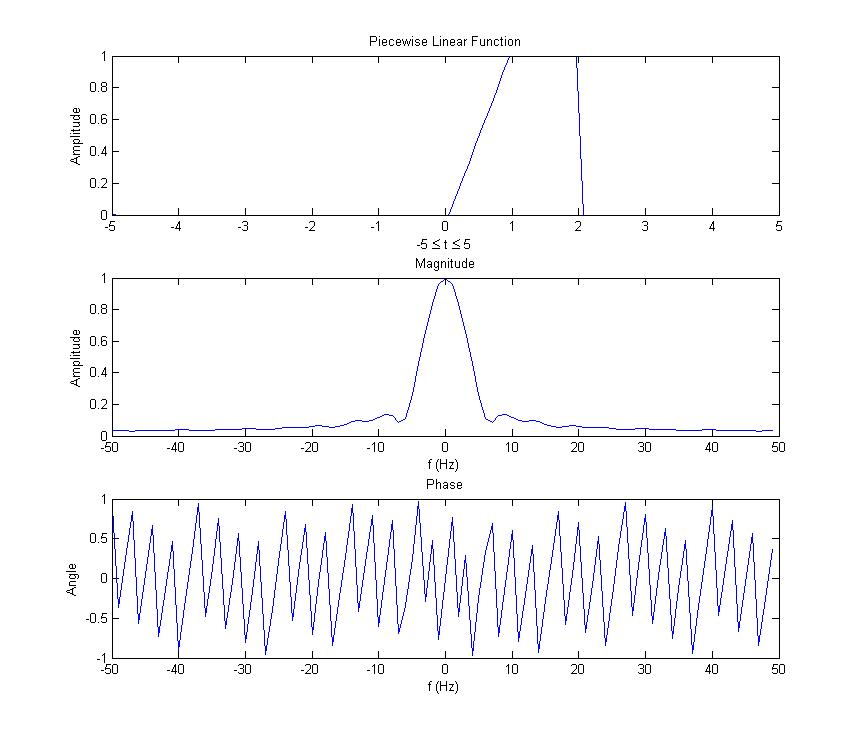 Piecewise Linear Function
Amplitude
1
0.8
0.6
0.4
0.2
0
-5 -4 -3 -2 -1 0 1 2 3 4 5
-5 ≤ t ≤ 5
Magnitude
Amplitude
1
0.8
0.6
0.4
0.2
0
-50 -40 -30 -20 -10 0 10 20 30 40 50
f (Hz)
Phase
Angle
1
0.5
0
-0.5
-1
-50 -40 -30 -20 -10 0 10 20 30 40 50
f (Hz)